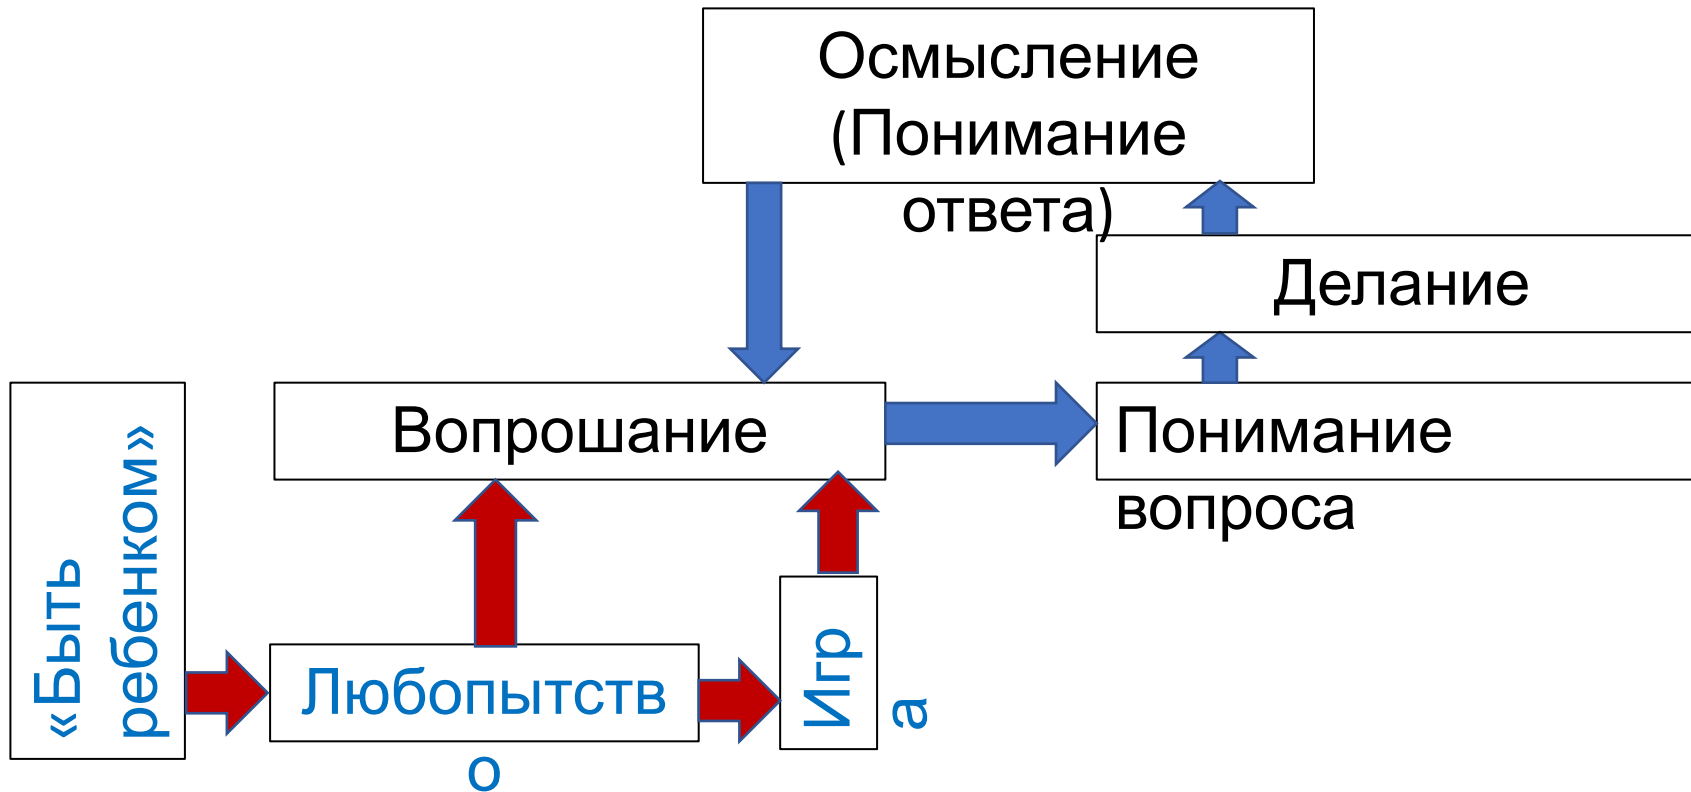 Осмысление
(Понимание
ответа)
Делание
Вопрошание
Понимание
вопроса
«Быть
ребенком»
Любопытств
о
Игр
а